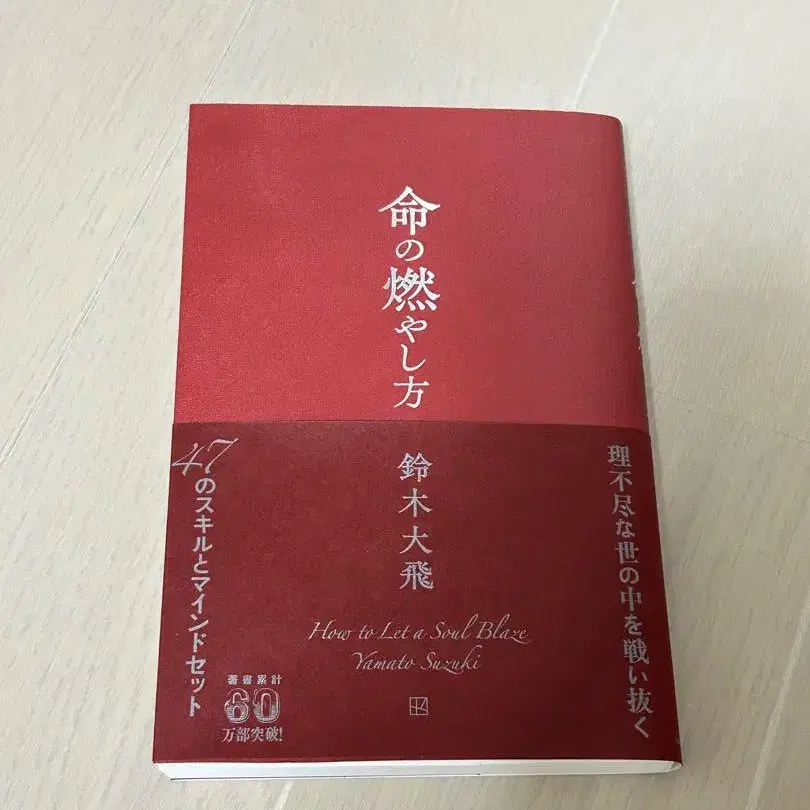 命の燃やし方
鈴木大飛
理不尽な世の中を戦い抜く
47のスキルとマインドセット
How to Let a Soul Blaze
Yamato Suzuki
著書累計
60
万部突破!